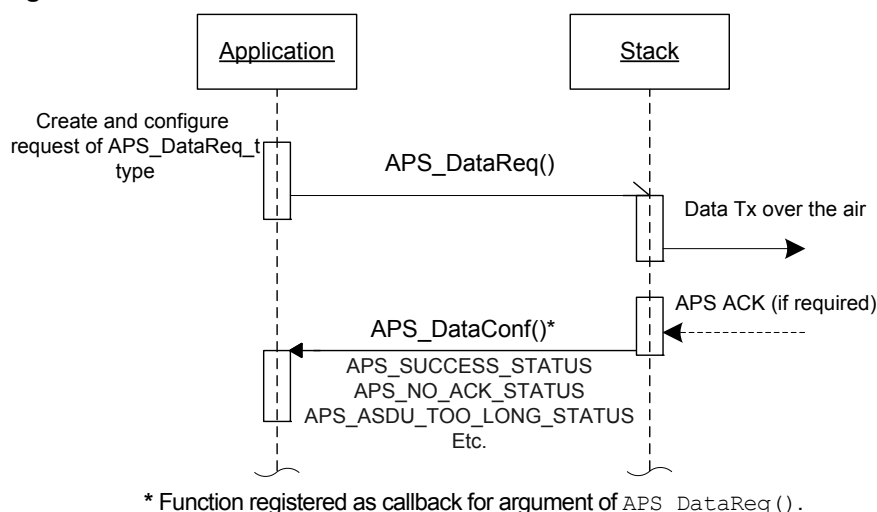 Application
Stack
Create and configure
request of APS_DataReq_t
type
APS_DataReq()
Data Tx over the air
APS ACK (if required)
APS_DataConf()*
APS_SUCCESS_STATUS
APS_NO_ACK_STATUS
APS_ASDU_TOO_LONG_STATUS
Etc.
* Function registered as callback for argument of APS_DataReq().